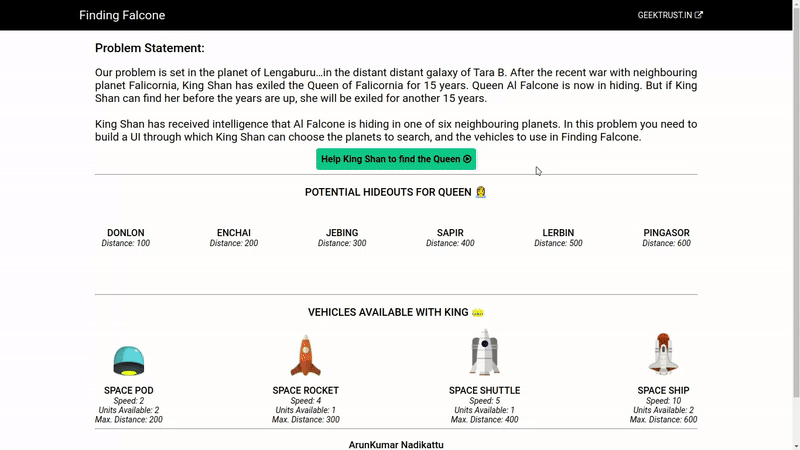 Finding Falcone
GEEKTRUST.IN
Problem Statement:
Our problem is set in the planet of Lengaburu…in the distant distant galaxy of Tara B. After the recent war with neighbouring
planet Falicornia, King Shan has exiled the Queen of Falicornia for 15 years. Queen Al Falcone is now in hiding. But if King
Shan can find her before the years are up, she will be exiled for another 15 years.
King Shan has received intelligence that Al Falcone is hiding in one of six neighbouring planets. In this problem you need to
build a UI through which King Shan can choose the planets to search, and the vehicles to use in Finding Falcone.
Help King Shan to find the Queen
POTENTIAL HIDEOUTS FOR QUEEN
DONLON ENCHAI JEBING SAPIR LERBIN PINGASOR
Distance: 100 Distance: 200 Distance: 300 Distance: 400 Distance: 500 Distance: 600
VEHICLES AVAILABLE WITH KING
SPACE POD SPACE ROCKET SPACE SHUTTLE SPACE SHIP
Speed: 2 Speed: 4 Speed: 5 Speed: 10
Units Available: 2 Units Available: 1 Units Available: 1 Units Available: 2
Max. Distance: 200 Max. Distance: 300 Max. Distance: 400 Max. Distance: 600
ArunKumar Nadikattu